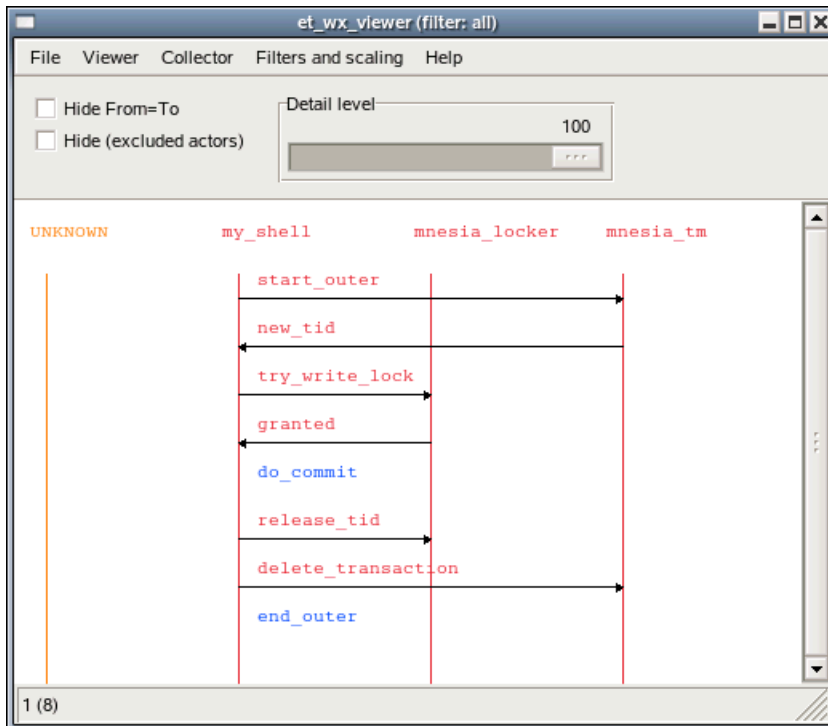 et_wx_viewer (filter: all)
File Viewer Collector Filters and scaling Help
Hide From=To
Hide (excluded actors)
Detail level
100
UNKNOWN my_shell mnesia_locker mnesia_tm
start_outer
new_tid
try_write_lock
granted
do_commit
release_tid
delete_transaction
end_outer
1 (8)